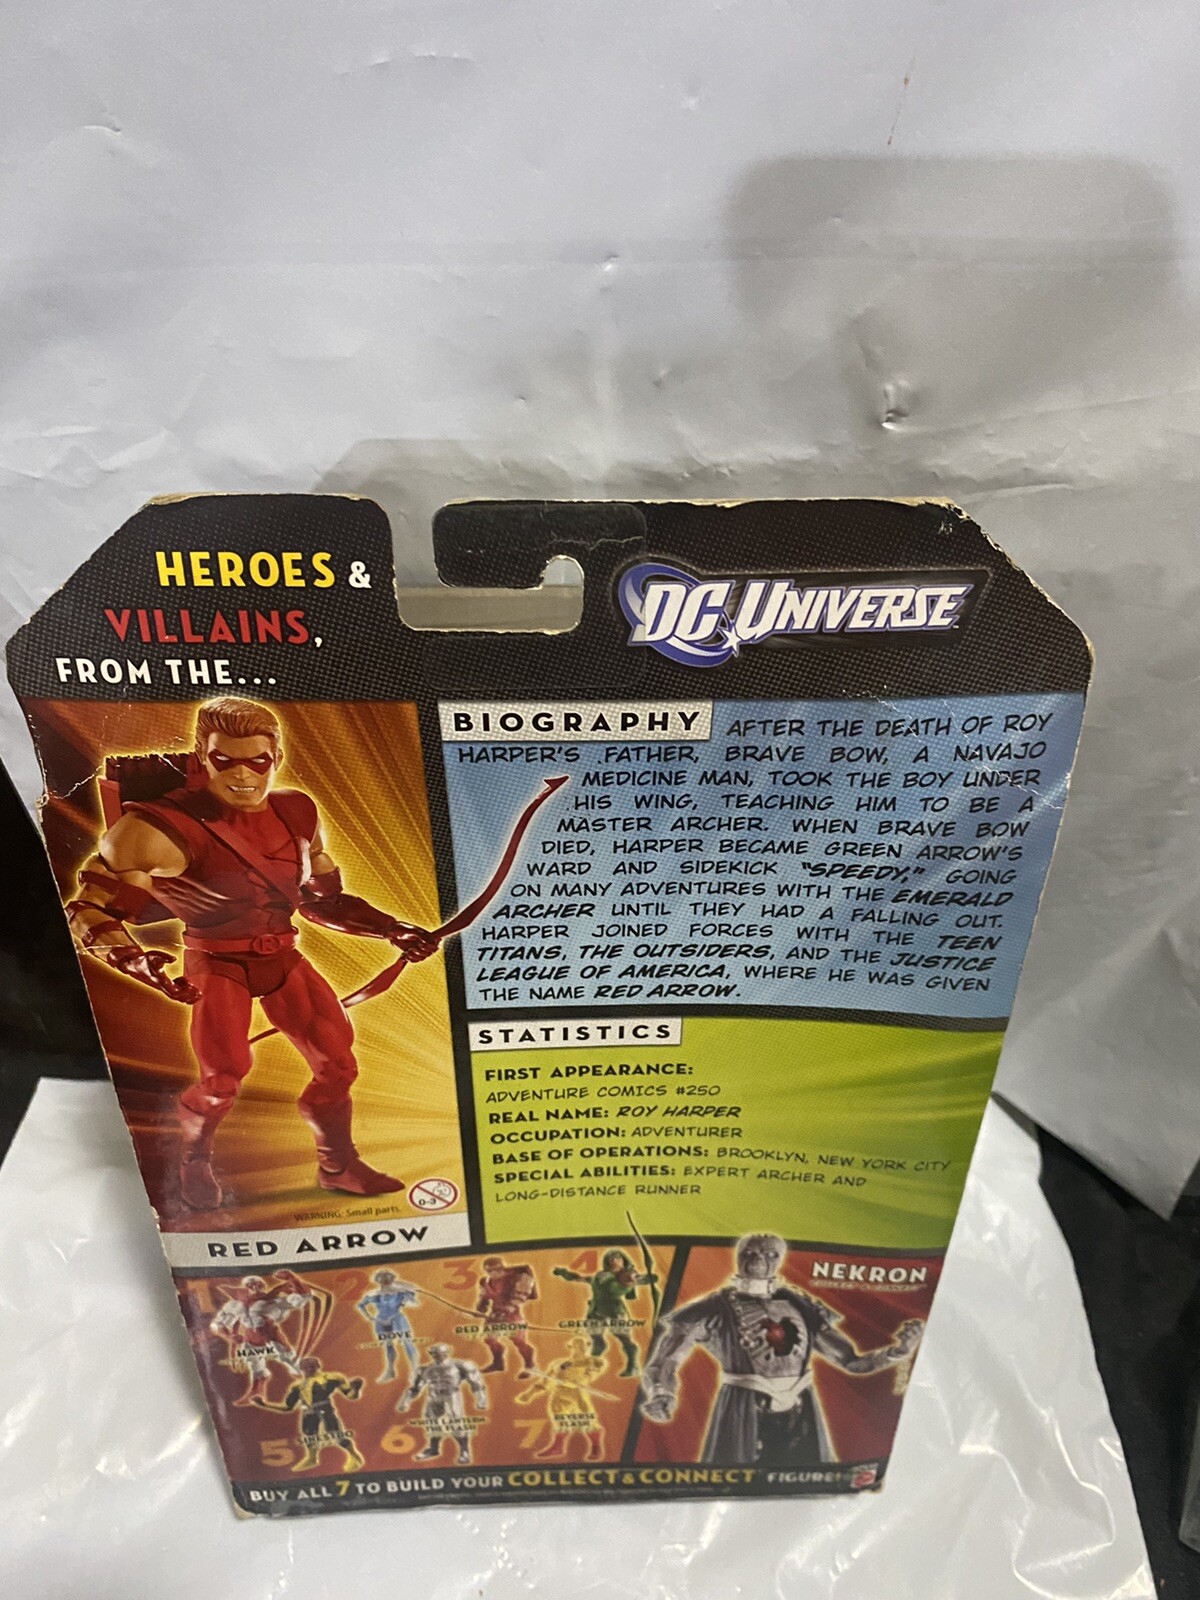 HEROES &
VILLAINS,
FROM THE...
DC UNIVERSE
BIOGRAPHY AFTER THE DEATH OF ROY
HARPER'S FATHER, BRAVE BOW, A NAVAJO
MEDICINE MAN, TOOK THE BOY UNDER
HIS WING, TEACHING HIM TO BE A
MASTER ARCHER. WHEN BRAVE BOW
DIED, HARPER BECAME GREEN ARROW'S
WARD AND SIDEKICK "SPEEDY," GOING
ON MANY ADVENTURES WITH THE EMERALD
ARCHER UNTIL THEY HAD A FALLING OUT.
HARPER JOINED FORCES WITH THE TEEN
TITANS, THE OUTSIDERS, AND THE JUSTICE
LEAGUE OF AMERICA, WHERE HE WAS GIVEN
THE NAME RED ARROW.
STATISTICS
FIRST APPEARANCE:
ADVENTURE COMICS #250
REAL NAME: ROY HARPER
OCCUPATION: ADVENTURER
BASE OF OPERATIONS: BROOKLYN, NEW YORK CITY
SPECIAL ABILITIES: EXPERT ARCHER AND
LONG-DISTANCE RUNNER
0-3
WARNING: Small parts.
RED ARROW
1 HAWK
2 DOVE
3 RED ARROW
4 GREEN ARROW
5 SINESTRO
6 WHITE LANTERN
THE FLASH
7 REVERSE
FLASH
NEKRON
COLLECT & CONNECT
BUY ALL 7 TO BUILD YOUR COLLECT & CONNECT FIGURE!